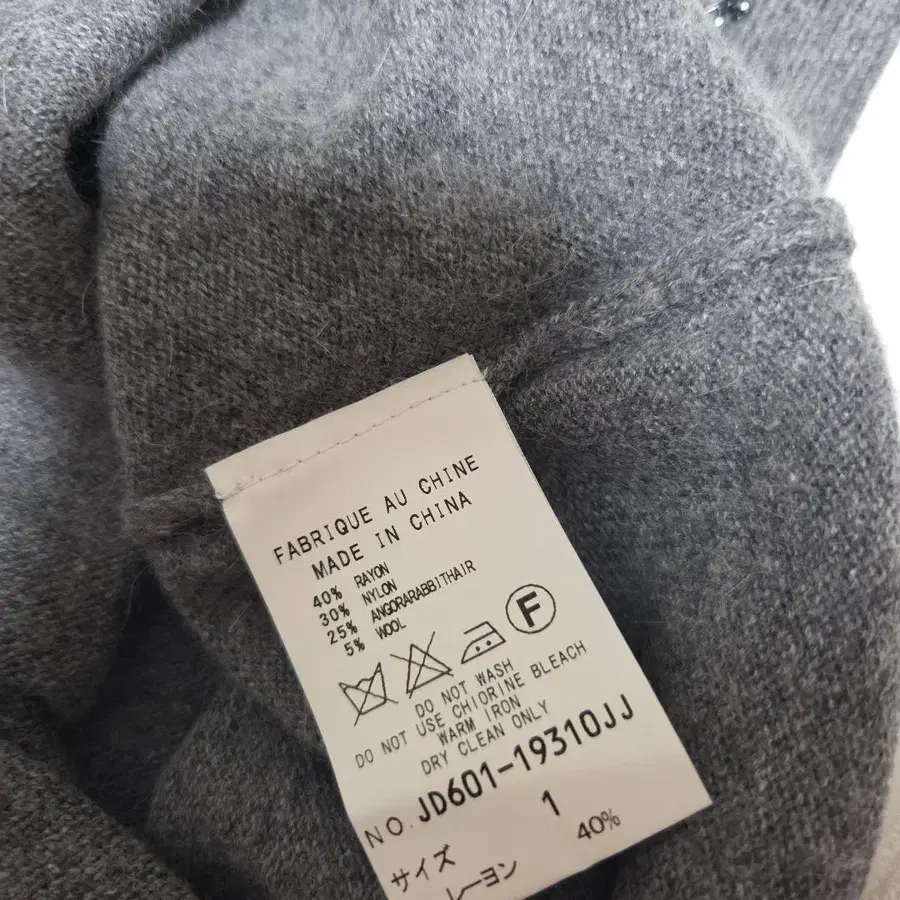 FABRIQUE AU CHINE
MADE IN CHINA
40% RAYON
30% NYLON
25% ANGORARABBITHAIR
5% WOOL
F
DO NOT WASH
DO NOT USE CHIORINE BLEACH
WARM IRON
DRY CLEAN ONLY
NO. JD601-19310JJ
サイズ 1
レーヨン 40%